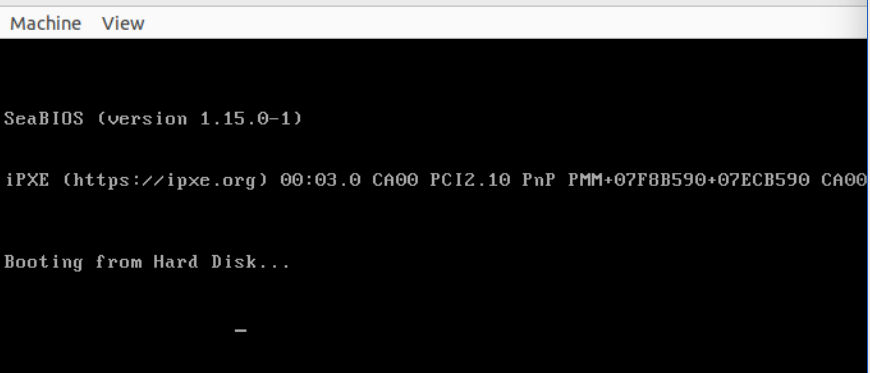 Machine View
SeaBIOS (version 1.15.0-1)
iPXE (https://ipxe.org) 00:03.0 CA00 PCI2.10 PnP PMM+07F8B590+07ECB590 CA00
Booting from Hard Disk...